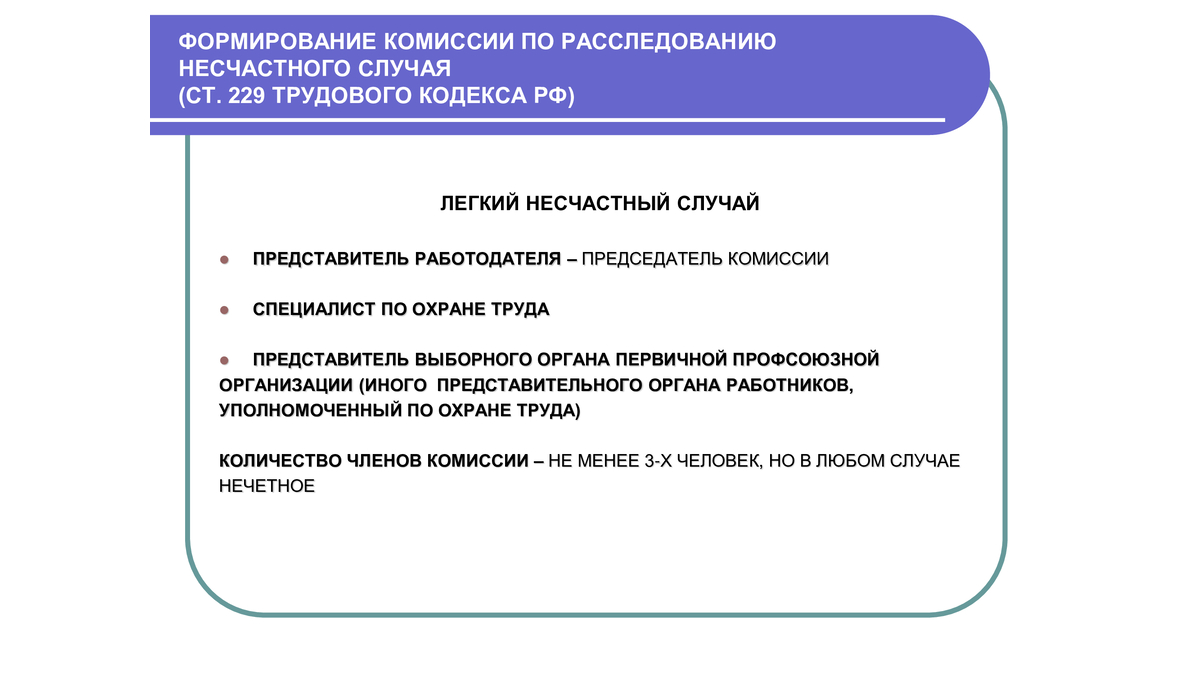 ФОРМИРОВАНИЕ КОМИССИИ ПО РАССЛЕДОВАНИЮ
НЕСЧАСТНОГО СЛУЧАЯ
(СТ. 229 ТРУДОВОГО КОДЕКСА РФ)
ЛЕГКИЙ НЕСЧАСТНЫЙ СЛУЧАЙ
● ПРЕДСТАВИТЕЛЬ РАБОТОДАТЕЛЯ – ПРЕДСЕДАТЕЛЬ КОМИССИИ
● СПЕЦИАЛИСТ ПО ОХРАНЕ ТРУДА
● ПРЕДСТАВИТЕЛЬ ВЫБОРНОГО ОРГАНА ПЕРВИЧНОЙ ПРОФСОЮЗНОЙ
ОРГАНИЗАЦИИ (ИНОГО ПРЕДСТАВИТЕЛЬНОГО ОРГАНА РАБОТНИКОВ,
УПОЛНОМОЧЕННЫЙ ПО ОХРАНЕ ТРУДА)
КОЛИЧЕСТВО ЧЛЕНОВ КОМИССИИ – НЕ МЕНЕЕ 3-Х ЧЕЛОВЕК, НО В ЛЮБОМ СЛУЧАЕ
НЕЧЕТНОЕ